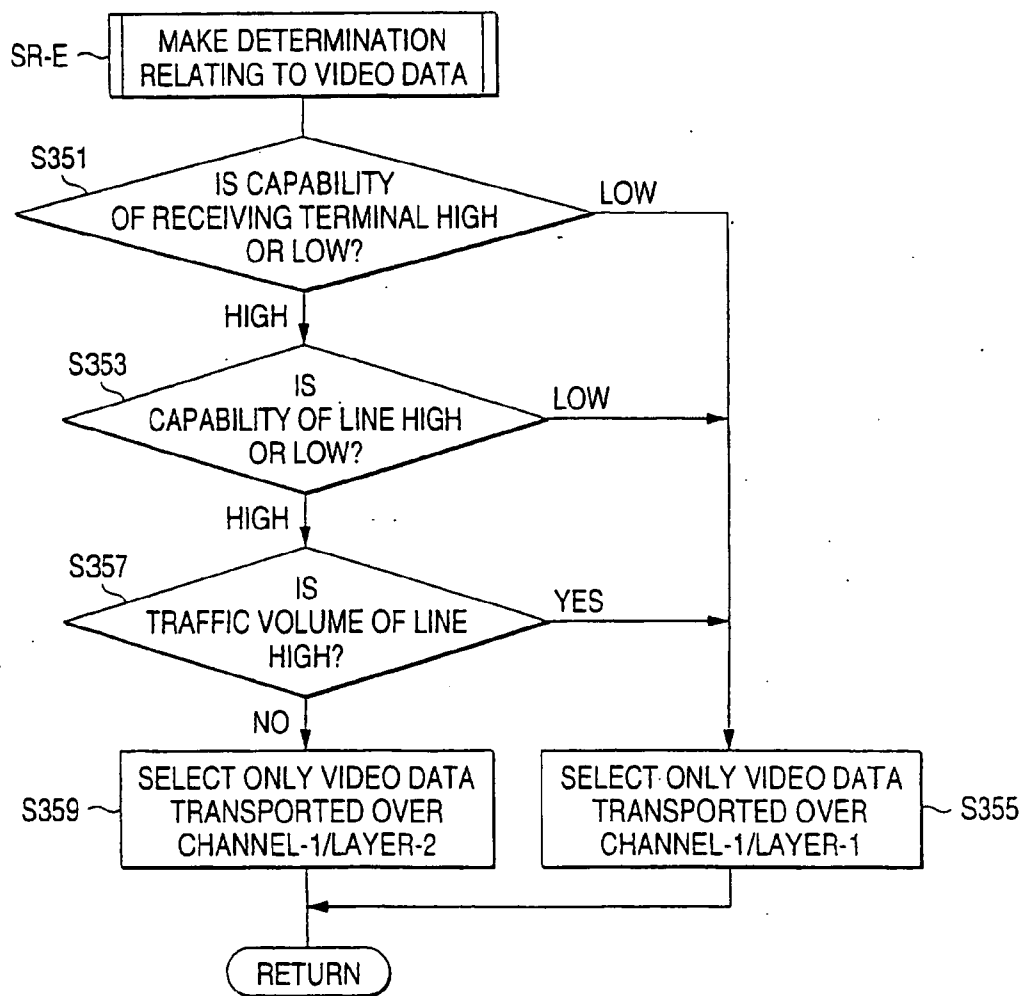 SR-E
MAKE DETERMINATION
RELATING TO VIDEO DATA
S351
IS CAPABILITY
OF RECEIVING TERMINAL HIGH
OR LOW?
LOW
HIGH
S353
IS
CAPABILITY OF LINE HIGH
OR LOW?
LOW
HIGH
S357
IS
TRAFFIC VOLUME OF LINE
HIGH?
YES
NO
S359
SELECT ONLY VIDEO DATA
TRANSPORTED OVER
CHANNEL-1/LAYER-2
SELECT ONLY VIDEO DATA
TRANSPORTED OVER
CHANNEL-1/LAYER-1
S355
RETURN